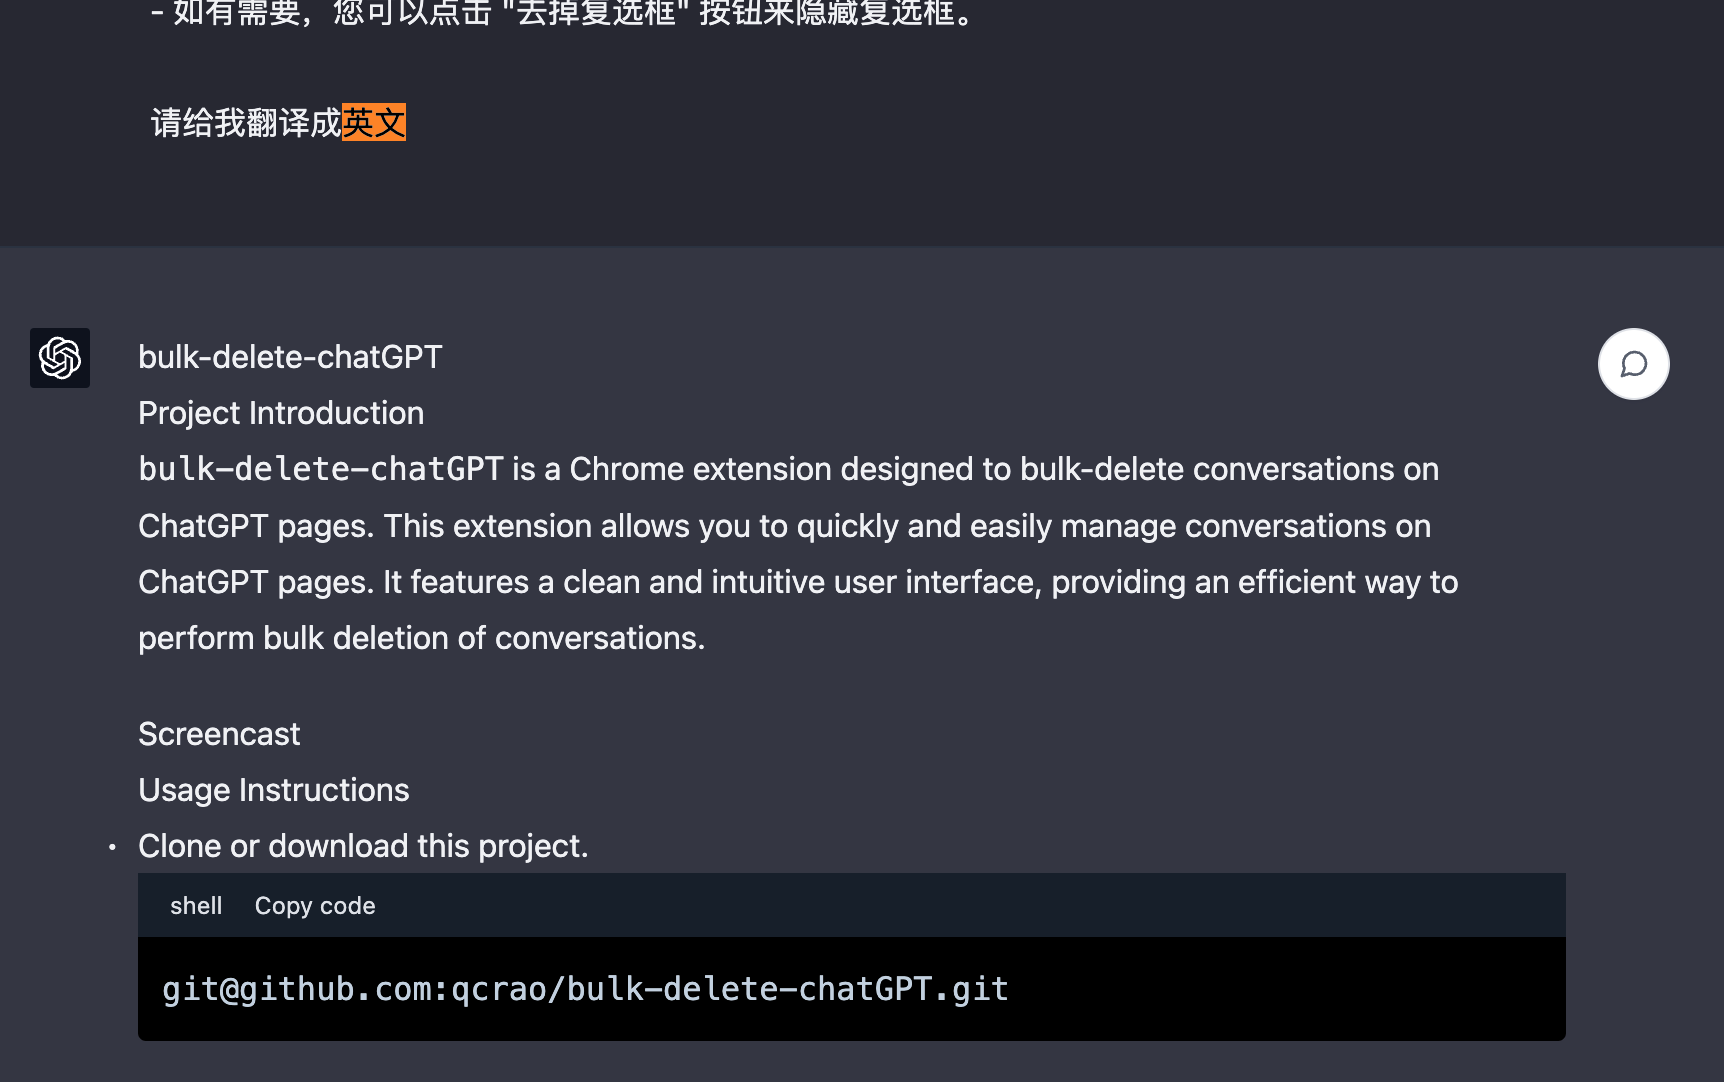 - 如有需要，您可以点击 "去掉复选框" 按钮来隐藏复选框。
请给我翻译成英文
bulk-delete-chatGPT
Project Introduction
bulk-delete-chatGPT is a Chrome extension designed to bulk-delete conversations on
ChatGPT pages. This extension allows you to quickly and easily manage conversations on
ChatGPT pages. It features a clean and intuitive user interface, providing an efficient way to
perform bulk deletion of conversations.
Screencast
Usage Instructions
• Clone or download this project.
shell Copy code
git@github.com:qcrao/bulk-delete-chatGPT.git